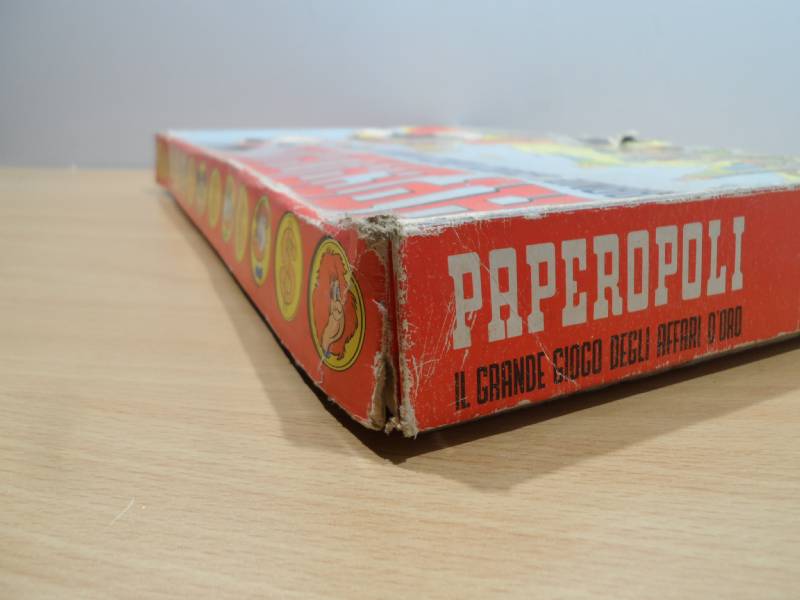 PAPEROPOLI
IL GRANDE GIOCO DEGLI AFFARI D'ORO
$